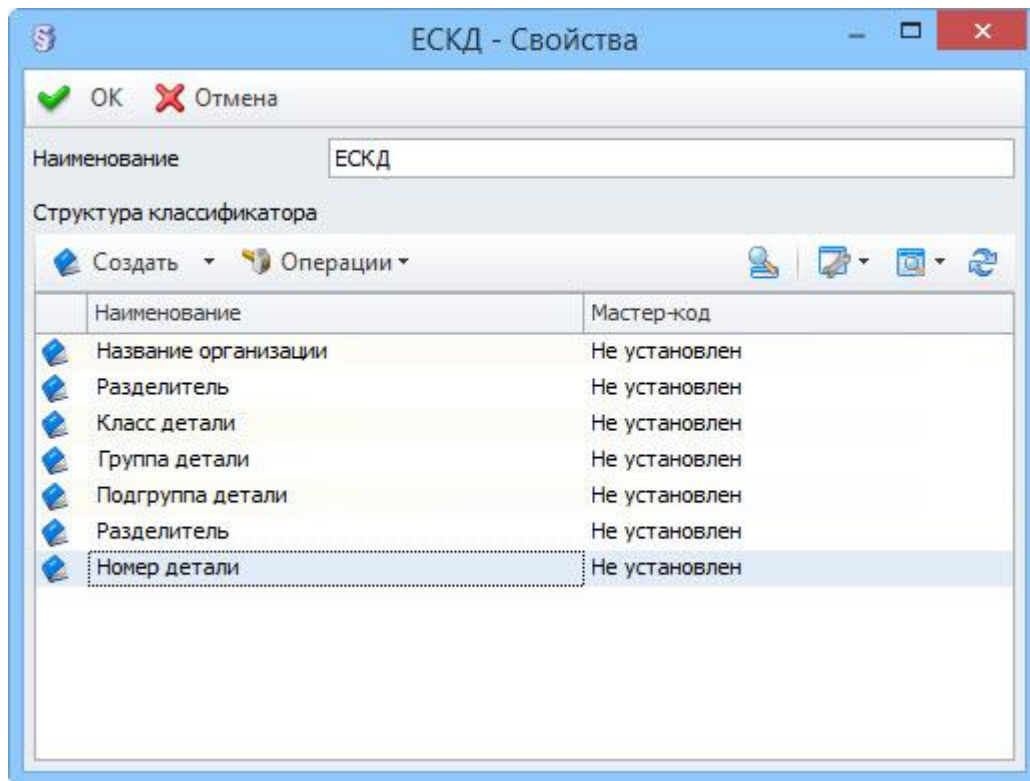 ЕСКД - Свойства
ОК Отмена
Наименование ЕСКД
Структура классификатора
Создать Операции
Наименование Мастер-код
Название организации Не установлен
Разделитель Не установлен
Класс детали Не установлен
Группа детали Не установлен
Подгруппа детали Не установлен
Разделитель Не установлен
Номер детали Не установлен